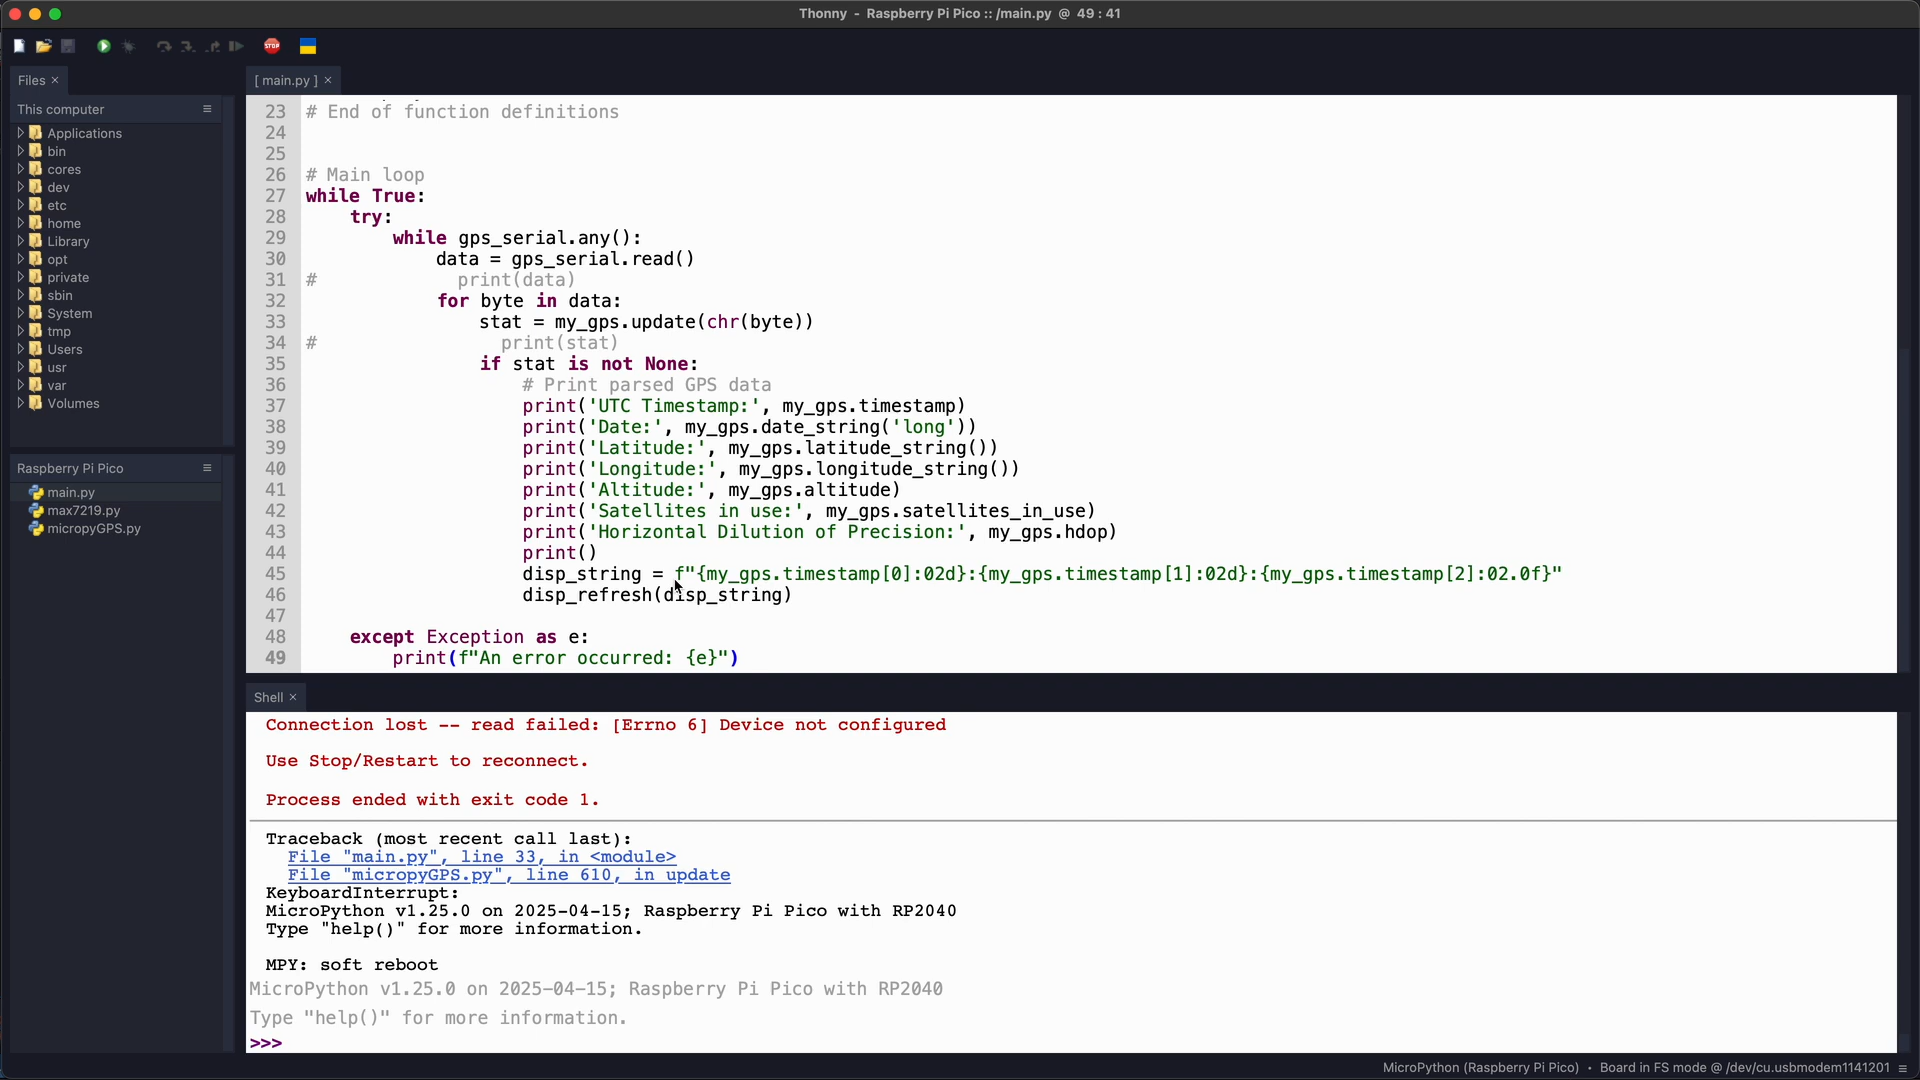 Thonny - Raspberry Pi Pico :: /main.py @ 49 : 41
STOP
Files ×
This computer
Applications
bin
cores
dev
etc
home
Library
opt
private
sbin
System
tmp
Users
usr
var
Volumes
Raspberry Pi Pico
main.py
max7219.py
micropyGPS.py
[ main.py ] ×
23 # End of function definitions
24
25
26 # Main loop
27 while True:
28     try:
29         while gps_serial.any():
30             data = gps_serial.read()
31 #             print(data)
32             for byte in data:
33                 stat = my_gps.update(chr(byte))
34 #                 print(stat)
35                 if stat is not None:
36                     # Print parsed GPS data
37                     print('UTC Timestamp:', my_gps.timestamp)
38                     print('Date:', my_gps.date_string('long'))
39                     print('Latitude:', my_gps.latitude_string())
40                     print('Longitude:', my_gps.longitude_string())
41                     print('Altitude:', my_gps.altitude)
42                     print('Satellites in use:', my_gps.satellites_in_use)
43                     print('Horizontal Dilution of Precision:', my_gps.hdop)
44                     print()
45                     disp_string = f"{my_gps.timestamp[0]:02d}:{my_gps.timestamp[1]:02d}:{my_gps.timestamp[2]:02.0f}"
46                     disp_refresh(disp_string)
47
48     except Exception as e:
49         print(f"An error occurred: {e}")
Shell ×
Connection lost -- read failed: [Errno 6] Device not configured
Use Stop/Restart to reconnect.
Process ended with exit code 1.
Traceback (most recent call last):
  File "main.py", line 33, in <module>
  File "micropyGPS.py", line 610, in update
KeyboardInterrupt:
MicroPython v1.25.0 on 2025-04-15; Raspberry Pi Pico with RP2040
Type "help()" for more information.
MPY: soft reboot
MicroPython v1.25.0 on 2025-04-15; Raspberry Pi Pico with RP2040
Type "help()" for more information.
>>>
MicroPython (Raspberry Pi Pico) • Board in FS mode @ /dev/cu.usbmodem1141201 ≡